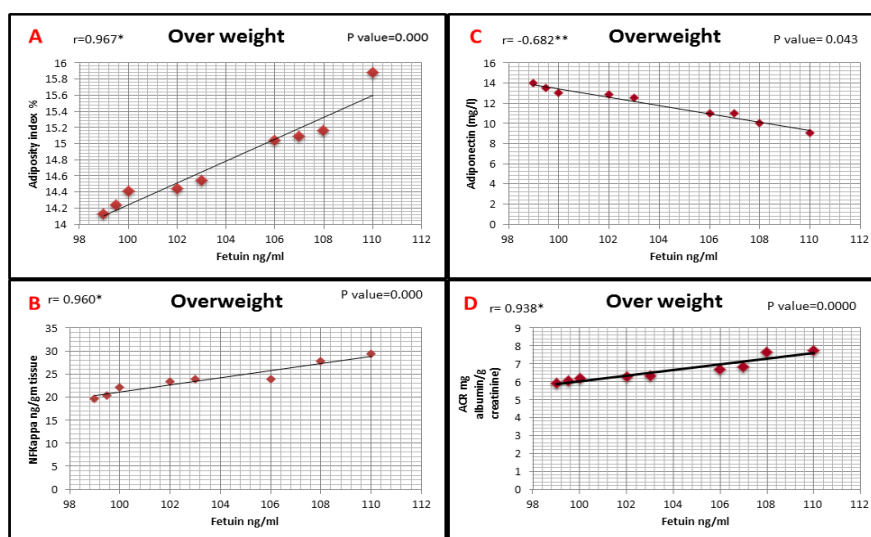 A
r=0.967*
Over weight
P value=0.000
Adiposity index %
16
15.8
15.6
15.4
15.2
15
14.8
14.6
14.4
14.2
14
98 100 102 104 106 108 110 112
Fetuin ng/ml
C
r= -0.682**
Overweight
P value= 0.043
Adiponectin (mg/l)
16
14
12
10
8
6
4
2
0
98 100 102 104 106 108 110 112
Fetuin ng/ml
B
r= 0.960*
Overweight
P value=0.000
NFKappa ng/gm tissue
35
30
25
20
15
10
5
0
98 100 102 104 106 108 110 112
Fetuin ng/ml
D
r= 0.938*
Over weight
P value=0.0000
ACR mg
albumin/g
creatinine)
9
8
7
6
5
4
3
2
1
0
98 100 102 104 106 108 110 112
Fetuin ng/ml